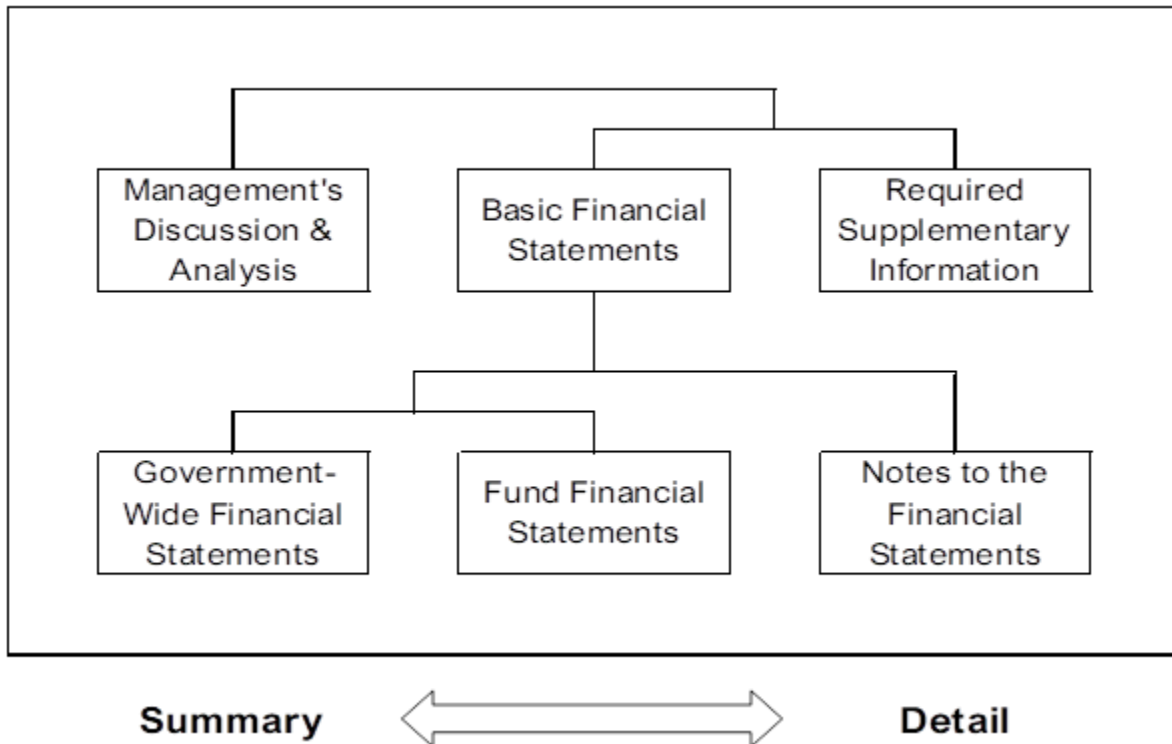 Management's
Discussion &
Analysis
Basic Financial
Statements
Required
Supplementary
Information
Government-
Wide Financial
Statements
Fund Financial
Statements
Notes to the
Financial
Statements
Summary
Detail